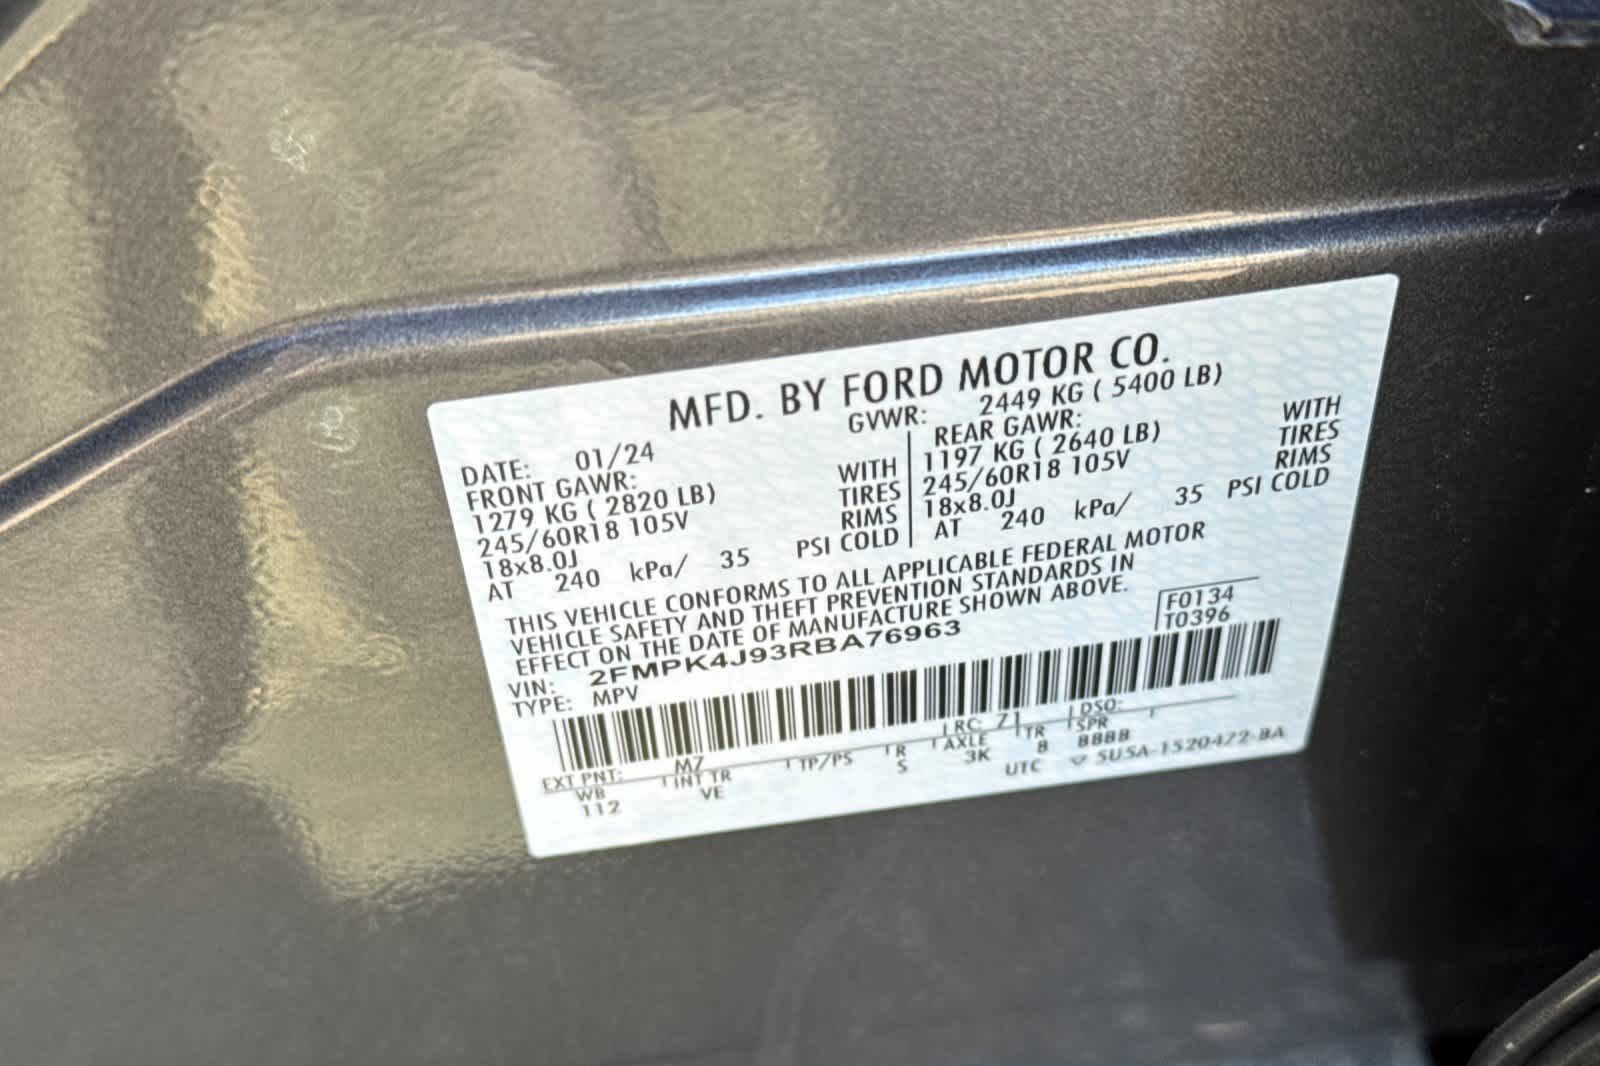 MFD. BY FORD MOTOR CO.
DATE: 01/24 GVWR: 2449 KG ( 5400 LB)
FRONT GAWR: REAR GAWR:
1279 KG ( 2820 LB) WITH 1197 KG ( 2640 LB) WITH
245/60R18 105V TIRES 245/60R18 105V TIRES
18x8.0J RIMS 18x8.0J RIMS
AT 240 kPa/ 35 PSI COLD AT 240 kPa/ 35 PSI COLD
THIS VEHICLE CONFORMS TO ALL APPLICABLE FEDERAL MOTOR
VEHICLE SAFETY AND THEFT PREVENTION STANDARDS IN
EFFECT ON THE DATE OF MANUFACTURE SHOWN ABOVE.
F0134
T0396
VIN: 2FMPK4J93RBA76963
TYPE: MPV
EXT PNT: M7 RC: 71 DSO:
WB INT TR TP/PS R AXLE TR SPR
112 VE S 3K 8 BBBB
UTC ▽ 5U5A-1520472-BA